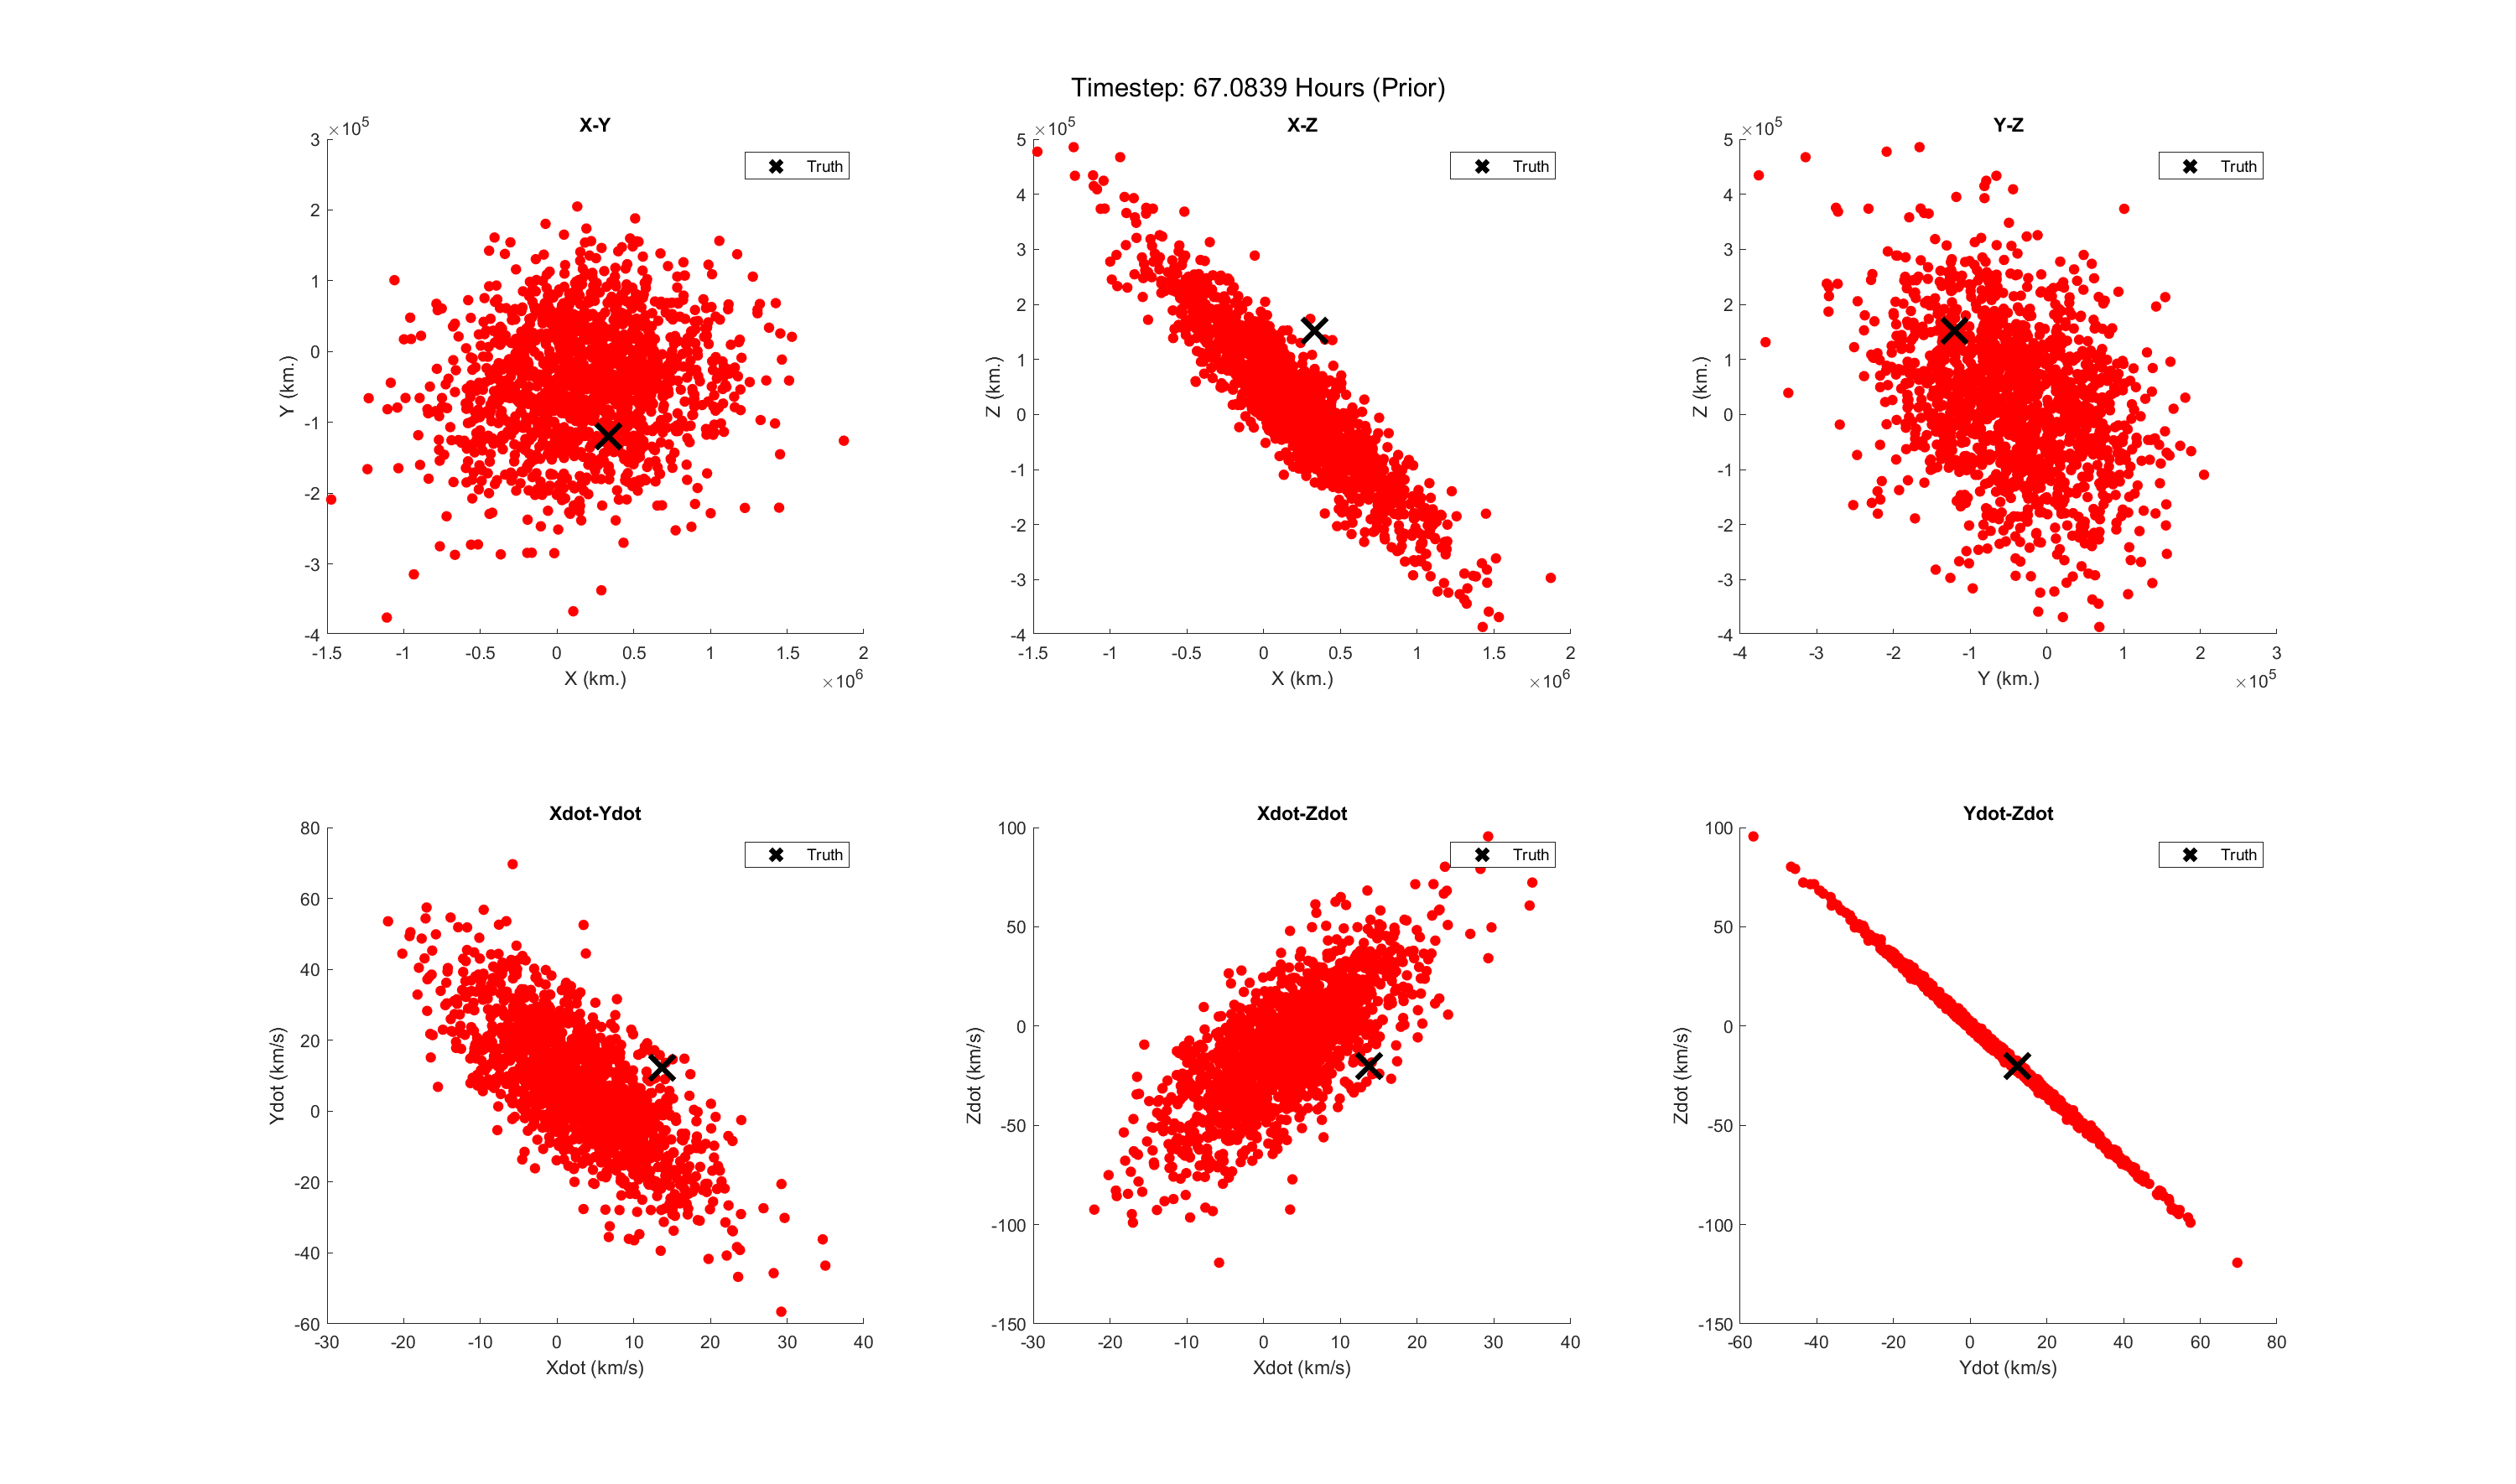 Timestep: 67.0839 Hours (Prior)
X-Y
×10^5
Truth
3
2
1
0
-1
-2
-3
-4
Y (km.)
-1.5 -1 -0.5 0 0.5 1 1.5 2
X (km.)
×10^6
X-Z
×10^5
Truth
5
4
3
2
1
0
-1
-2
-3
-4
Z (km.)
-1.5 -1 -0.5 0 0.5 1 1.5 2
X (km.)
×10^6
Y-Z
×10^5
Truth
5
4
3
2
1
0
-1
-2
-3
-4
Z (km.)
-4 -3 -2 -1 0 1 2 3
Y (km.)
×10^5
Xdot-Ydot
Truth
80
60
40
20
0
-20
-40
-60
Ydot (km/s)
-30 -20 -10 0 10 20 30 40
Xdot (km/s)
Xdot-Zdot
Truth
100
50
0
-50
-100
-150
Zdot (km/s)
-30 -20 -10 0 10 20 30 40
Xdot (km/s)
Ydot-Zdot
Truth
100
50
0
-50
-100
-150
Zdot (km/s)
-60 -40 -20 0 20 40 60 80
Ydot (km/s)